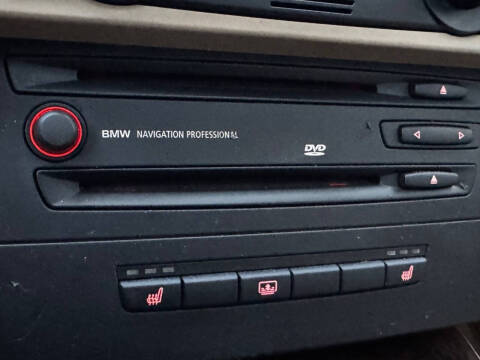 BMW NAVIGATION PROFESSIONAL
DVD